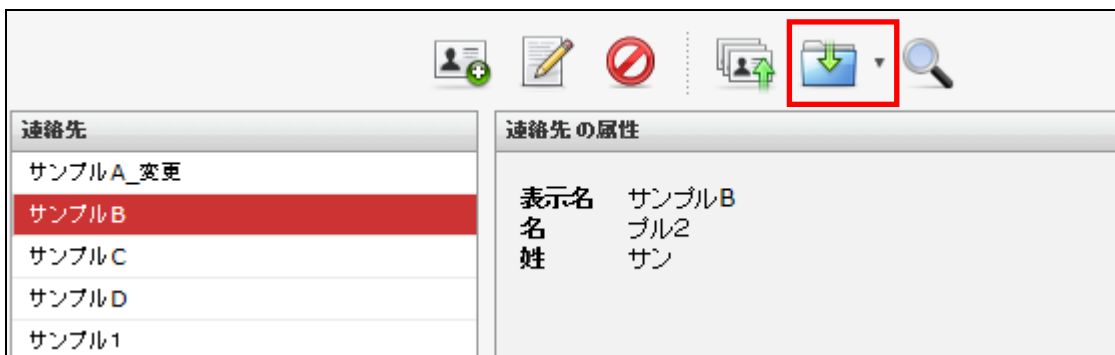 連絡先
サンプルA_変更
サンプルB
サンプルC
サンプルD
サンプル1
連絡先の属性
表示名 サンプルB
名 プル2
姓 サン